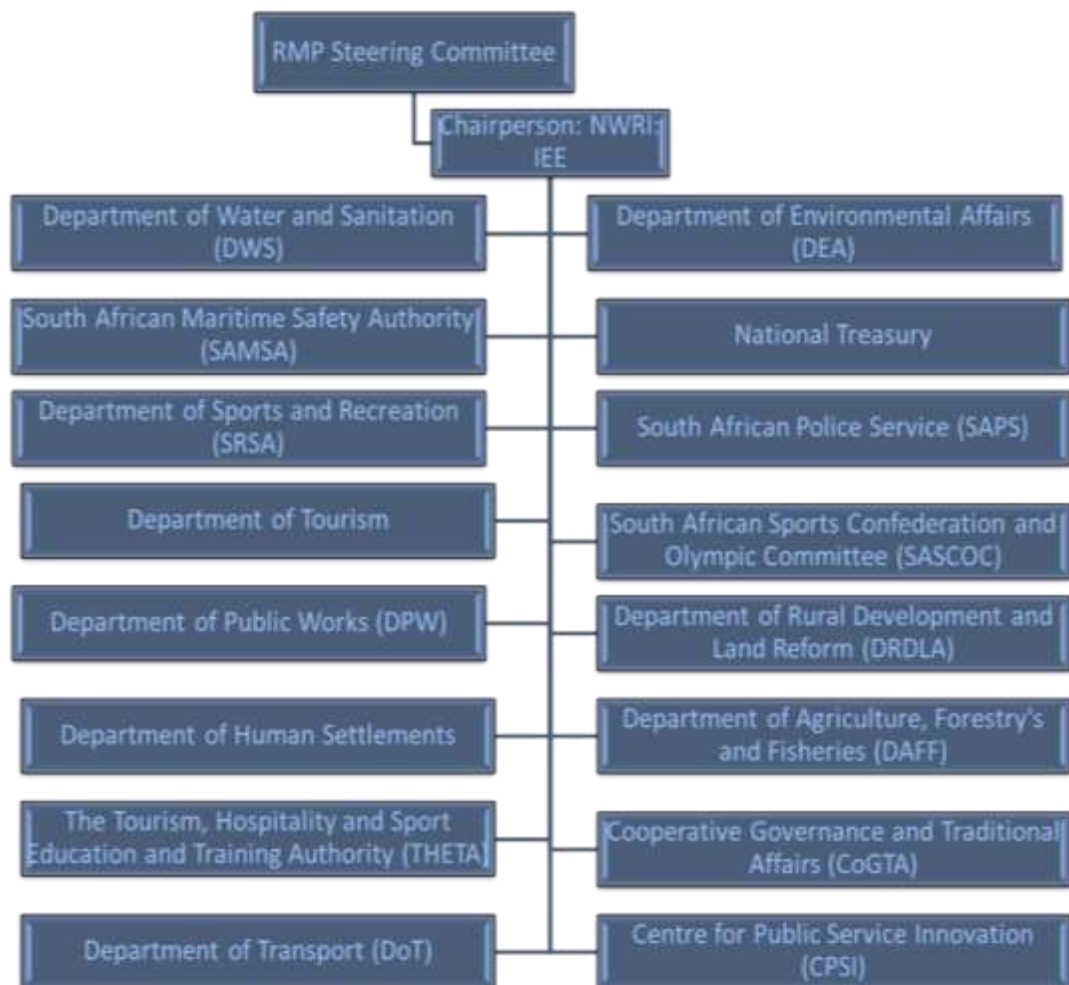 RMP Steering Committee
Chairperson: NWRI:
IEE
Department of Water and Sanitation
(DWS)
Department of Environmental Affairs
(DEA)
South African Maritime Safety Authority
(SAMSA)
National Treasury
Department of Sports and Recreation
(SRSA)
South African Police Service (SAPS)
Department of Tourism
South African Sports Confederation and
Olympic Committee (SASCOC)
Department of Public Works (DPW)
Department of Rural Development and
Land Reform (DRDLA)
Department of Human Settlements
Department of Agriculture, Forestry's
and Fisheries (DAFF)
The Tourism, Hospitality and Sport
Education and Training Authority (THETA)
Cooperative Governance and Traditional
Affairs (CoGTA)
Department of Transport (DoT)
Centre for Public Service Innovation
(CPSI)